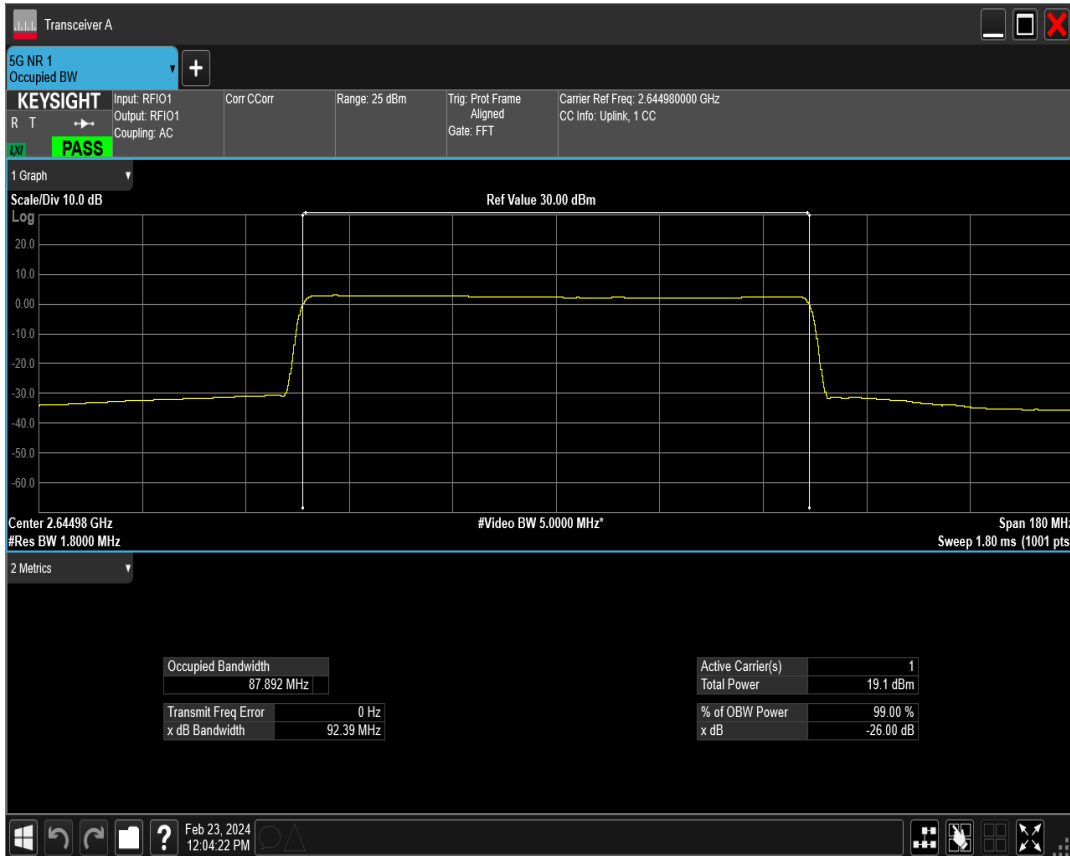 Transceiver A
5G NR 1
Occupied BW
+
KEYSIGHT
R T
LXI
PASS
Input: RFIO1
Output: RFIO1
Coupling: AC
Corr CCorr
Range: 25 dBm
Trig: Prot Frame
Aligned
Gate: FFT
Carrier Ref Freq: 2.644980000 GHz
CC Info: Uplink, 1 CC
1 Graph
Scale/Div 10.0 dB
Ref Value 30.00 dBm
Log
20.0
10.0
0.00
-10.0
-20.0
-30.0
-40.0
-50.0
-60.0
Center 2.64498 GHz
#Video BW 5.0000 MHz*
Span 180 MHz
#Res BW 1.8000 MHz
Sweep 1.80 ms (1001 pts
2 Metrics
Occupied Bandwidth
87.892 MHz
Transmit Freq Error 0 Hz
x dB Bandwidth 92.39 MHz
Active Carrier(s) 1
Total Power 19.1 dBm
% of OBW Power 99.00 %
x dB -26.00 dB
?
Feb 23, 2024
12:04:22 PM